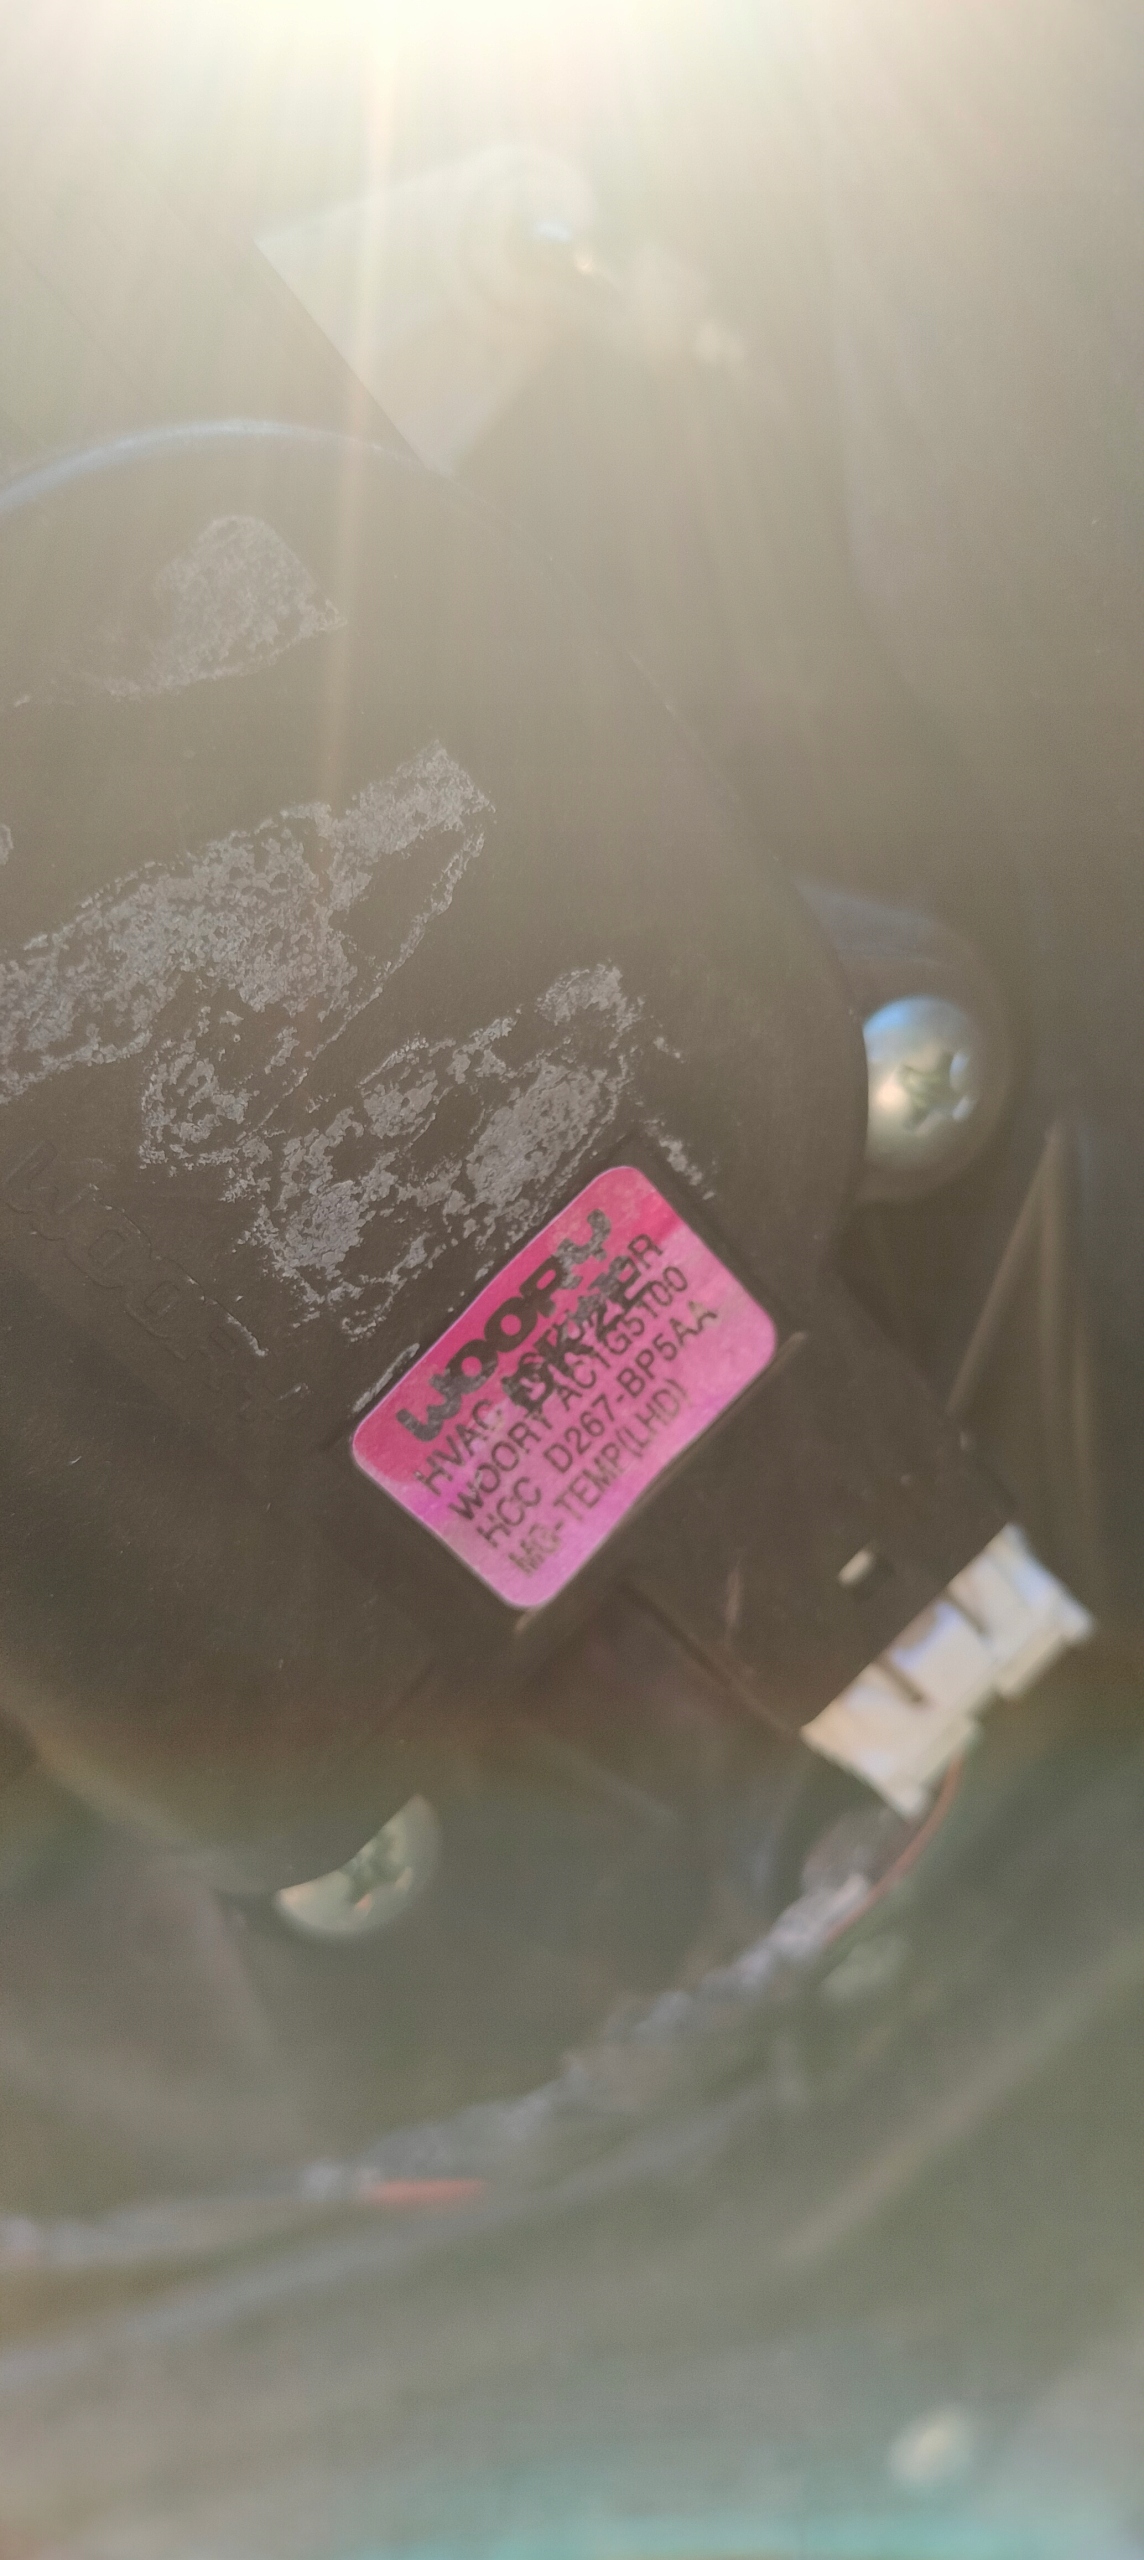 WOORY
HVAC
WOORY AC1G5100
HCC D267-BP5AA
MG-TEMP(LHD)